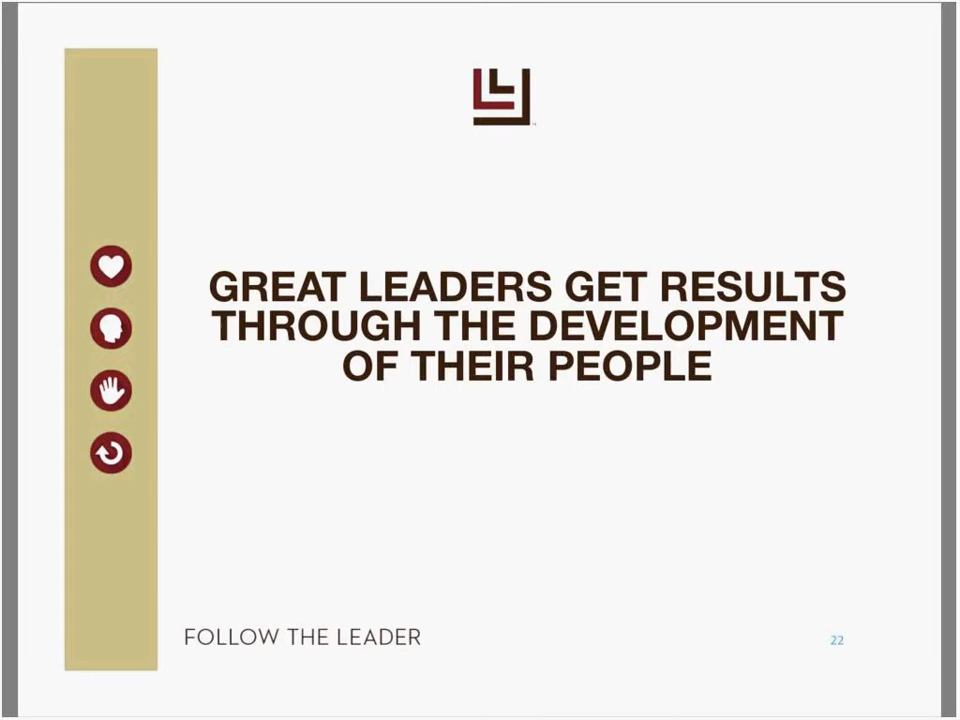 GREAT LEADERS GET RESULTS
THROUGH THE DEVELOPMENT
OF THEIR PEOPLE
FOLLOW THE LEADER
22